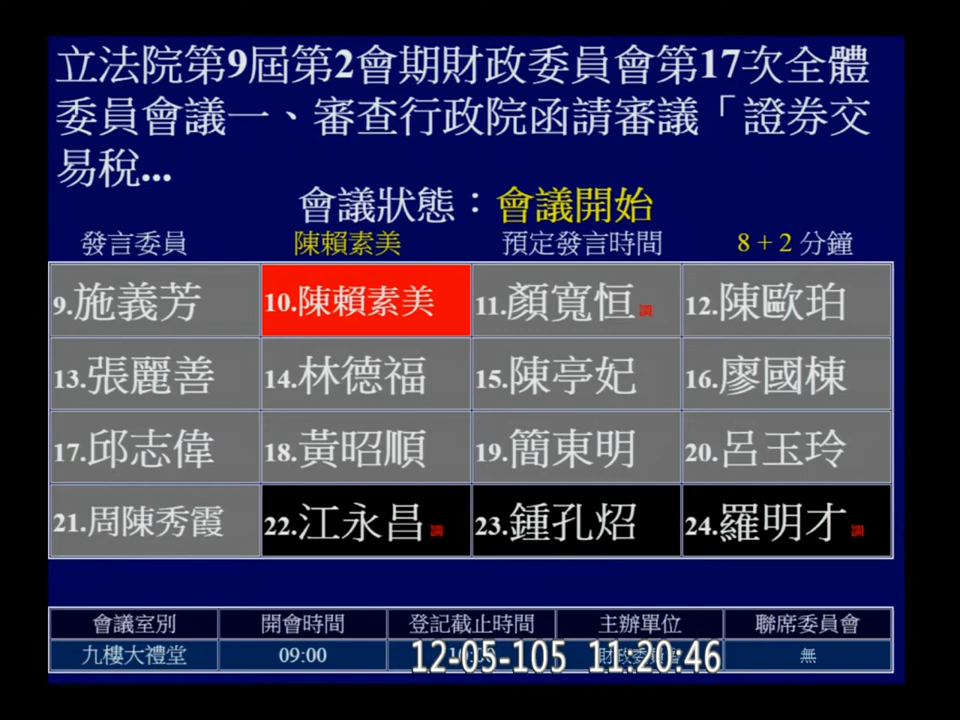 立法院第9屆第2會期財政委員會第17次全體
委員會議一、審查行政院函請審議「證券交
易稅...
會議狀態：會議開始
發言委員 陳賴素美 預定發言時間 8 + 2 分鐘
9.施義芳 10.陳賴素美 11.顏寬恒 調 12.陳歐珀
13.張麗善 14.林德福 15.陳亭妃 16.廖國棟
17.邱志偉 18.黃昭順 19.簡東明 20.呂玉玲
21.周陳秀霞 22.江永昌 調 23.鍾孔炤 24.羅明才 調
會議室別 開會時間 登記截止時間 主辦單位 聯席委員會
九樓大禮堂 09:00 財政委員會 無
12-05-105 11:20:46